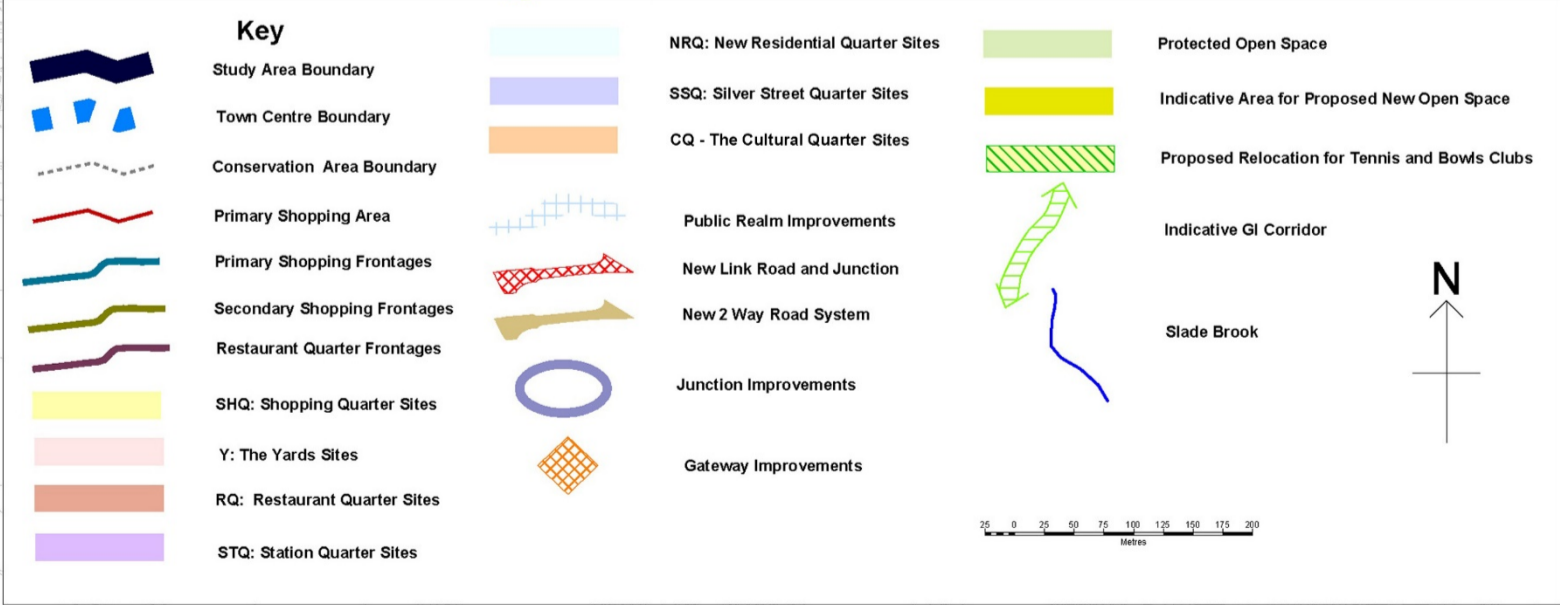 Key
Study Area Boundary
Town Centre Boundary
Conservation Area Boundary
Primary Shopping Area
Primary Shopping Frontages
Secondary Shopping Frontages
Restaurant Quarter Frontages
SHQ: Shopping Quarter Sites
Y: The Yards Sites
RQ: Restaurant Quarter Sites
STQ: Station Quarter Sites
NRQ: New Residential Quarter Sites
SSQ: Silver Street Quarter Sites
CQ - The Cultural Quarter Sites
Public Realm Improvements
New Link Road and Junction
New 2 Way Road System
Junction Improvements
Gateway Improvements
Protected Open Space
Indicative Area for Proposed New Open Space
Proposed Relocation for Tennis and Bowls Clubs
Indicative GI Corridor
Slade Brook
N
25 0 25 50 75 100 125 150 175 200
Metres